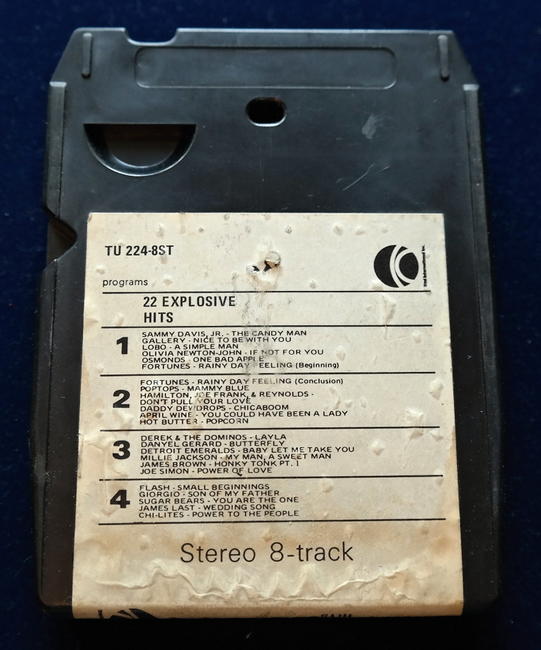 TU 224-8ST
K-tel International Inc.
programs
22 EXPLOSIVE
HITS
1
SAMMY DAVIS, JR. - THE CANDY MAN
GALLERY - NICE TO BE WITH YOU
LOBO - A SIMPLE MAN
OLIVIA NEWTON-JOHN - IF NOT FOR YOU
OSMONDS - ONE BAD APPLE
FORTUNES - RAINY DAY FEELING (Beginning)
2
FORTUNES - RAINY DAY FEELING (Conclusion)
POPTOPS - MAMMY BLUE
HAMILTON, JOE FRANK, & REYNOLDS -
DON'T PULL YOUR LOVE
DADDY DEWDROPS - CHICABOOM
APRIL WINE - YOU COULD HAVE BEEN A LADY
HOT BUTTER - POPCORN
3
DEREK & THE DOMINOS - LAYLA
DANYEL GERARD - BUTTERFLY
DETROIT EMERALDS - BABY LET ME TAKE YOU
MILLIE JACKSON - MY MAN, A SWEET MAN
JAMES BROWN - HONKY TONK PT. 1
JOE SIMON - POWER OF LOVE
4
FLASH - SMALL BEGINNINGS
GIORGIO - SON OF MY FATHER
SUGAR BEARS - YOU ARE THE ONE
JAMES LAST - WEDDING SONG
CHI-LITES - POWER TO THE PEOPLE
Stereo 8-track